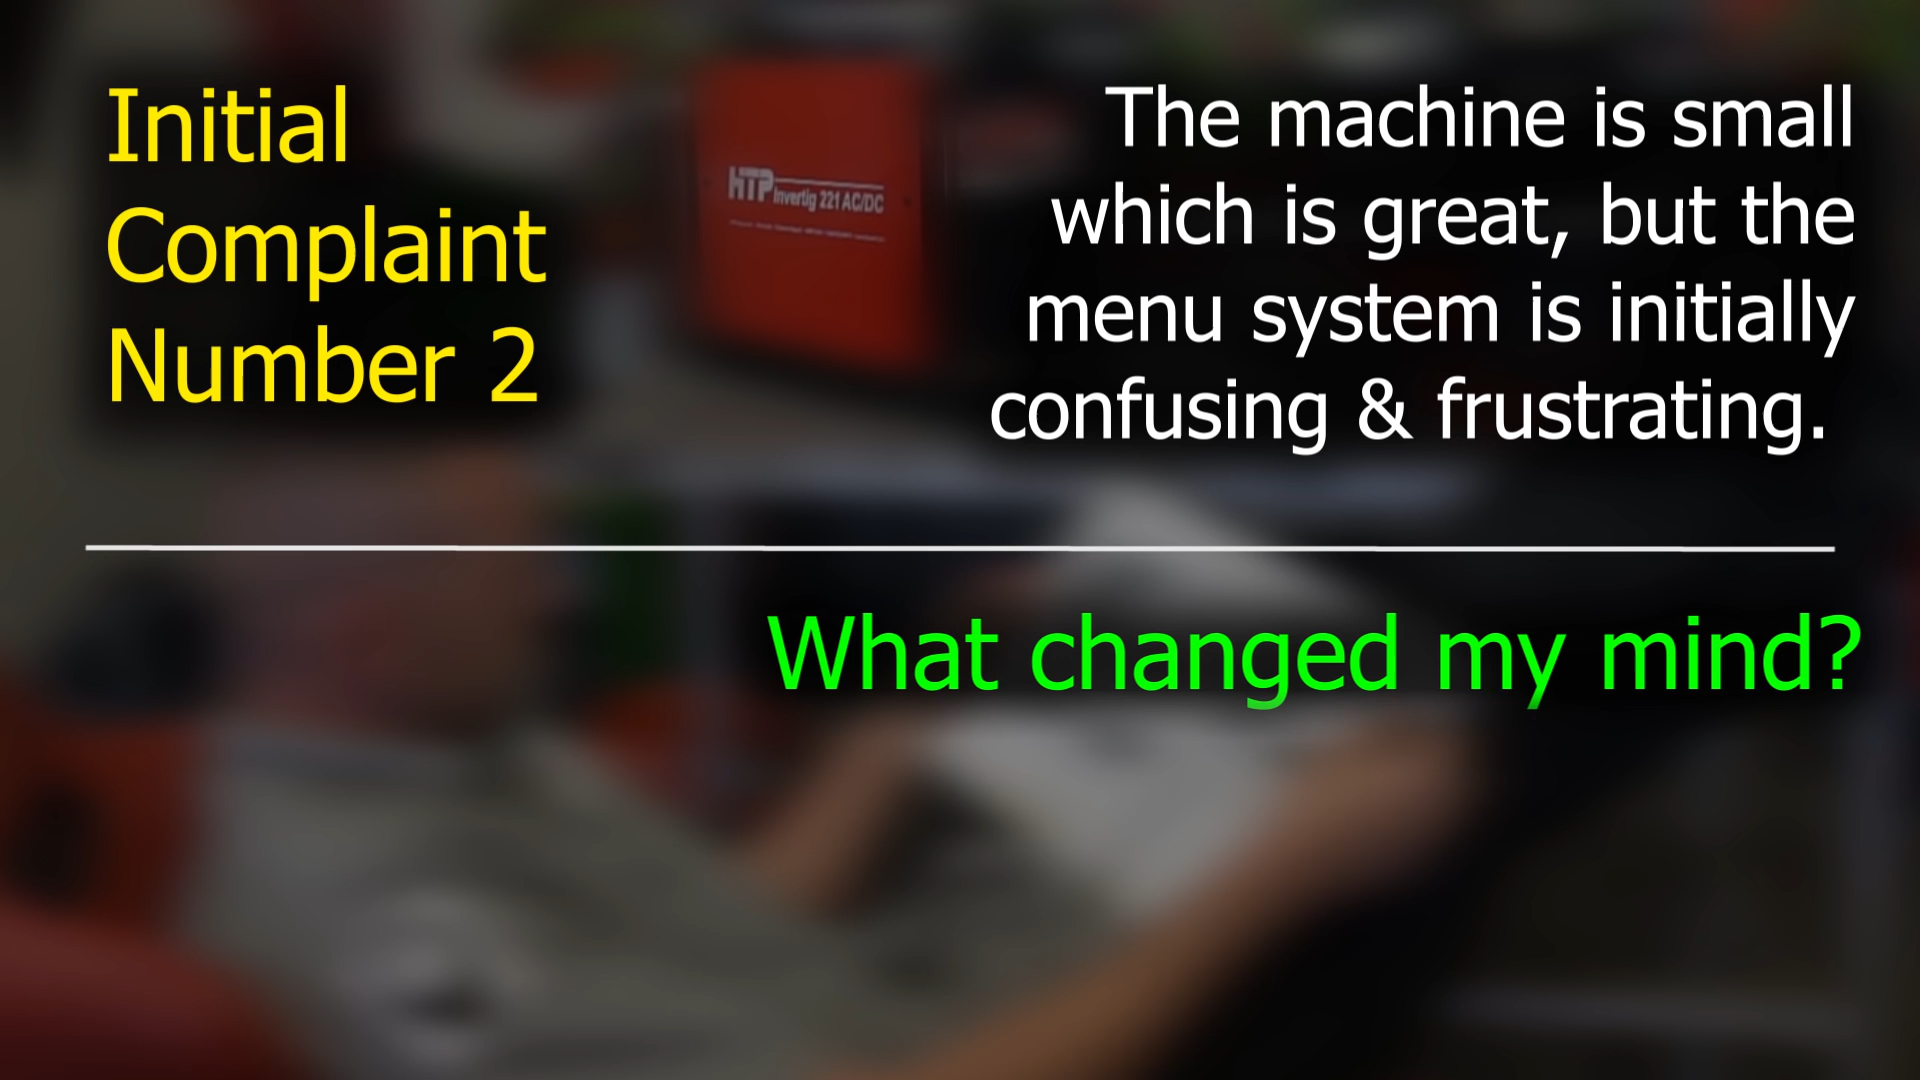 Initial
Complaint
Number 2
The machine is small
which is great, but the
menu system is initially
confusing & frustrating.
What changed my mind?
HTP Invertig 221 AC/DC